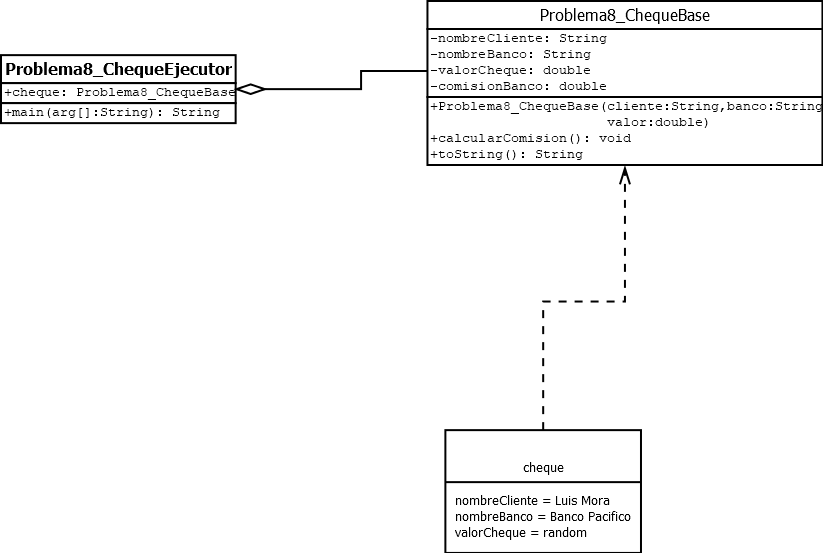 Problema8_ChequeEjecutor
+cheque: Problema8_ChequeBase
+main(arg[]:String): String
Problema8_ChequeBase
-nombreCliente: String
-nombreBanco: String
-valorCheque: double
-comisionBanco: double
+Problema8_ChequeBase(cliente:String,banco:String
valor:double)
+calcularComision(): void
+toString(): String
cheque
nombreCliente = Luis Mora
nombreBanco = Banco Pacifico
valorCheque = random